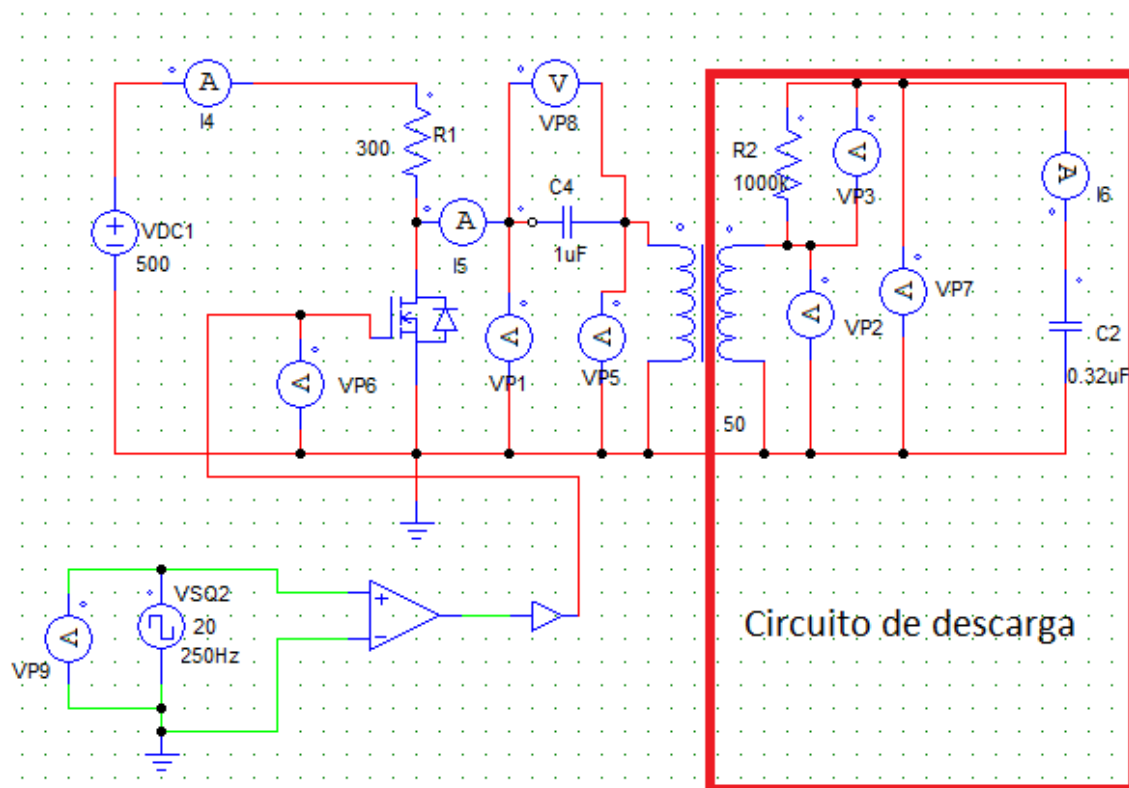 A
I4
V
VP8
R1
300
C4
1uF
A
I5
VDC1
500
R2
1000k
V
VP3
A
I6
V
VP7
V
VP2
C2
0.32uF
V
VP1
V
VP5
V
VP6
50
VSQ2
20
250Hz
V
VP9
Circuito de descarga